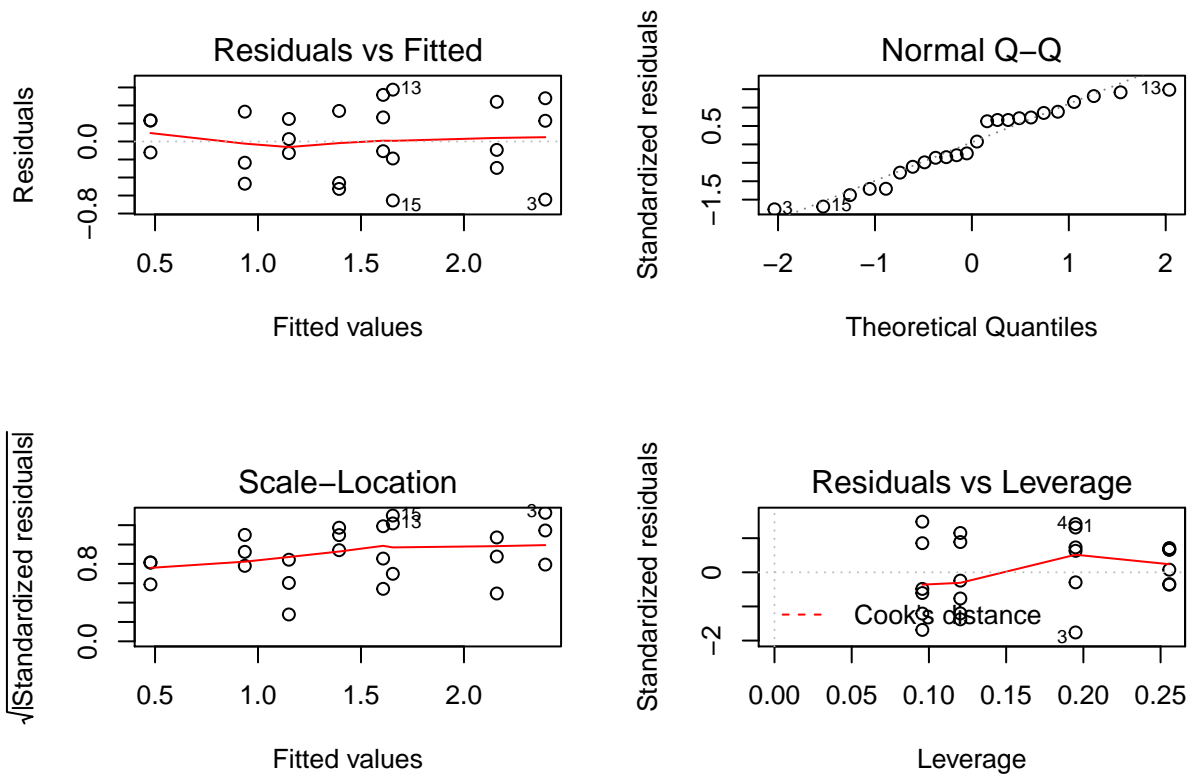 Residuals vs Fitted
Residuals
0.0
−0.8
13
15
3
0.5 1.0 1.5 2.0
Fitted values
Normal Q−Q
Standardized residuals
0.5
−1.5
3
15
13
−2 −1 0 1 2
Theoretical Quantiles
Scale−Location
√|Standardized residuals|
0.8
0.0
15
13
3
0.5 1.0 1.5 2.0
Fitted values
Residuals vs Leverage
Standardized residuals
0
−2
4
1
3
Cook's distance
0.00 0.05 0.10 0.15 0.20 0.25
Leverage